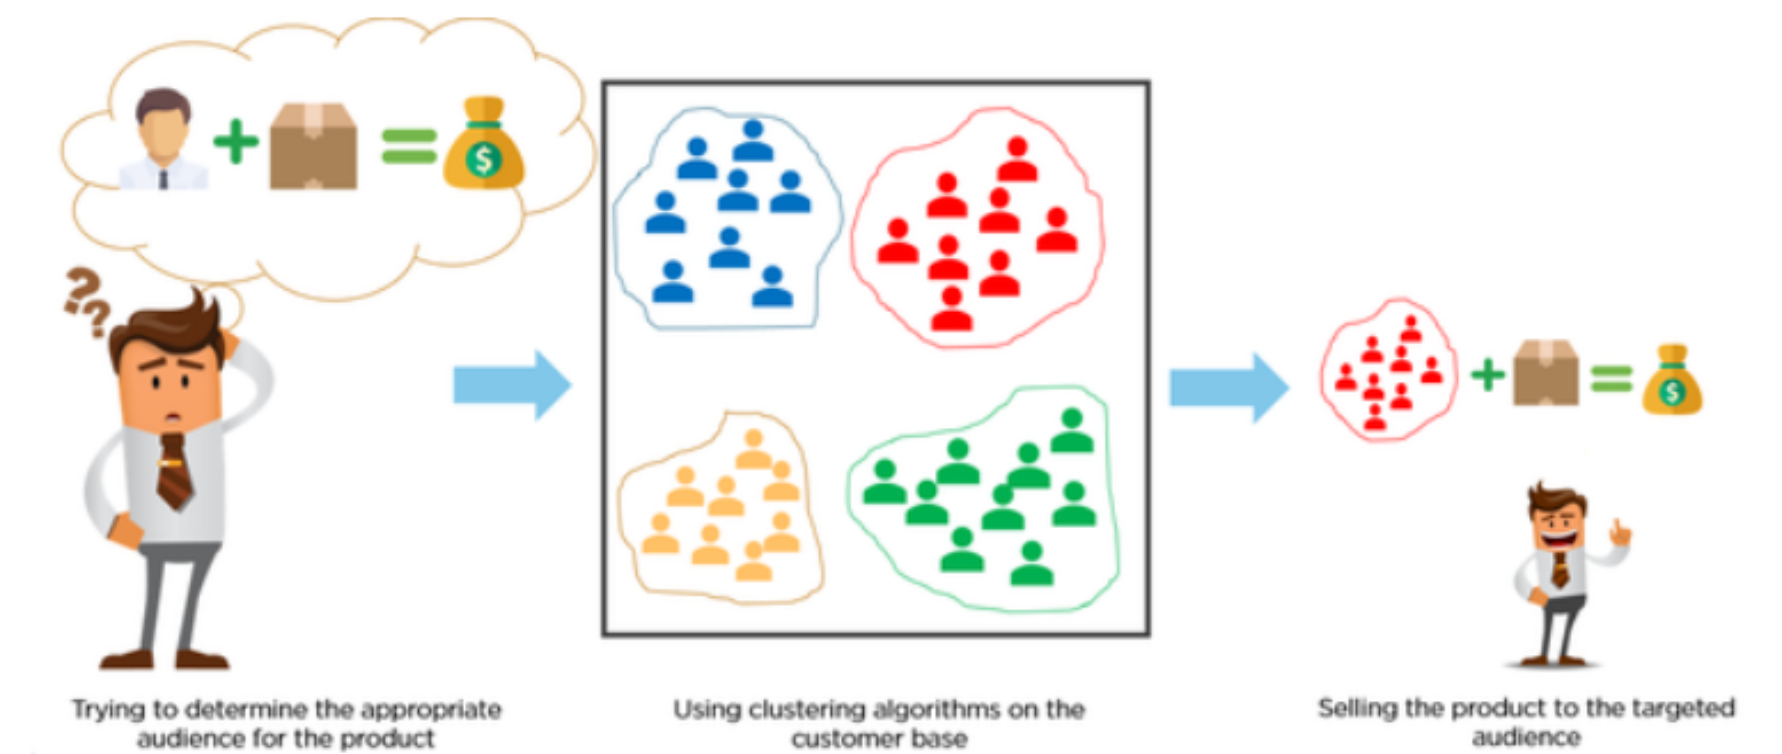 ??
$
$
Trying to determine the appropriate
audience for the product
Using clustering algorithms on the
customer base
Selling the product to the targeted
audience